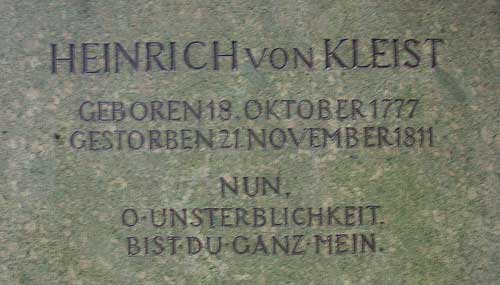 HEINRICH VON KLEIST
GEBOREN 18. OKTOBER 1777
GESTORBEN 21. NOVEMBER 1811
NUN,
O·UNSTERBLICHKEIT.
BIST·DU·GANZ·MEIN.